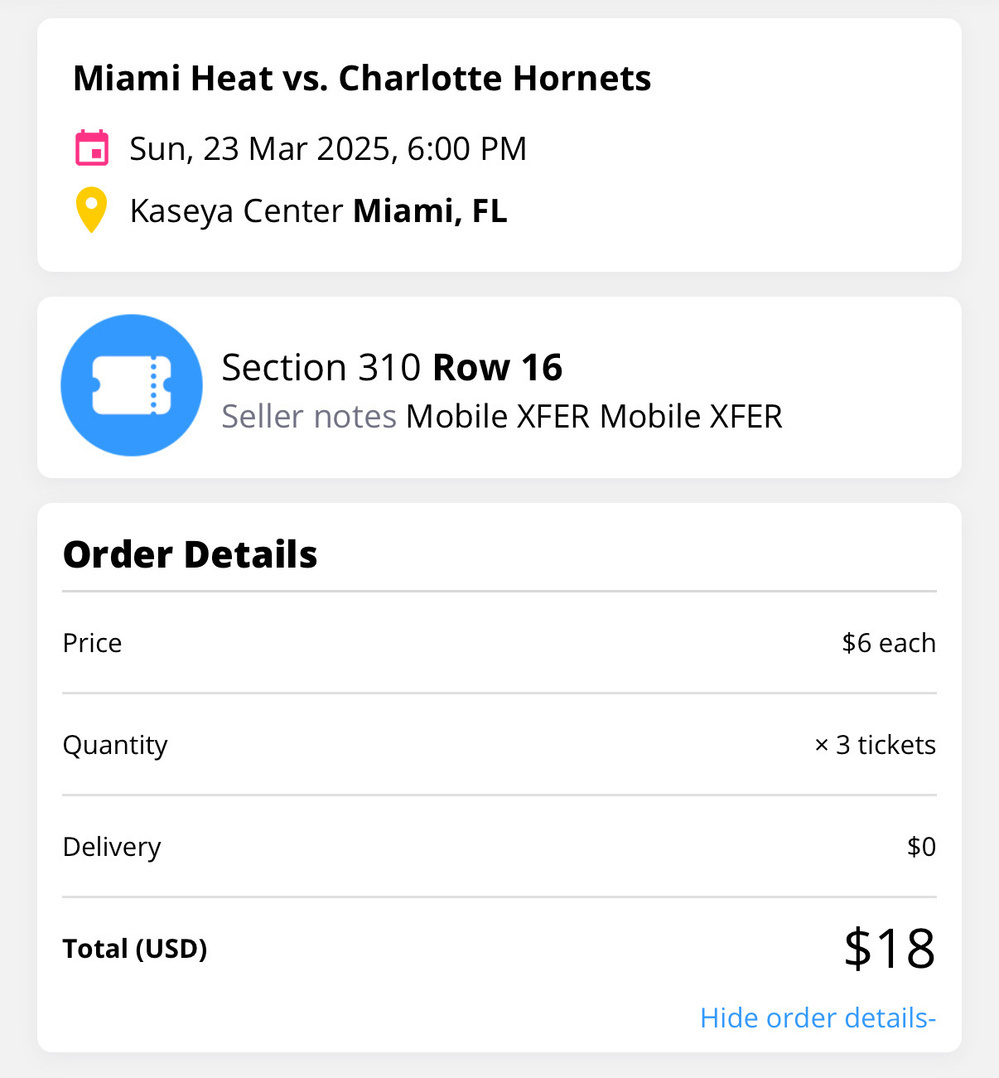 Miami Heat vs. Charlotte Hornets
Sun, 23 Mar 2025, 6:00 PM
Kaseya Center Miami, FL
Section 310 Row 16
Seller notes Mobile XFER Mobile XFER
Order Details
Price $6 each
Quantity × 3 tickets
Delivery $0
Total (USD) $18
Hide order details-